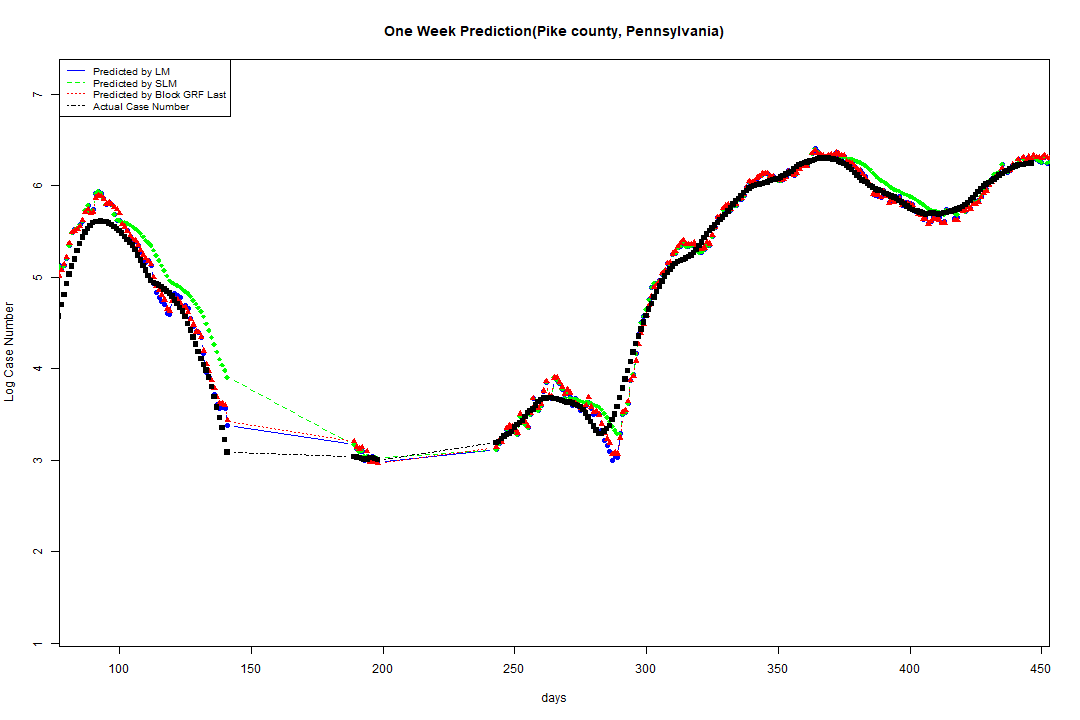 One Week Prediction(Pike county, Pennsylvania)
Predicted by LM
Predicted by SLM
Predicted by Block GRF Last
Actual Case Number
7
6
5
4
3
2
1
Log Case Number
100 150 200 250 300 350 400 450
days